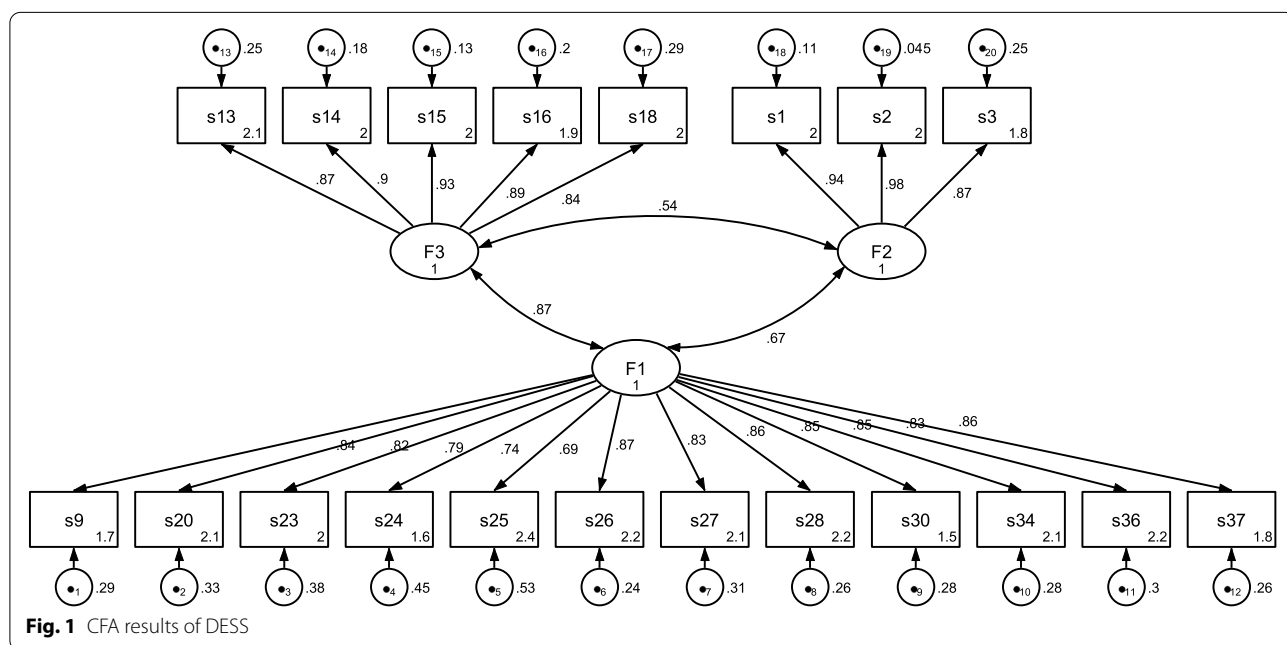 ●13 .25 ●14 .18 ●15 .13 ●16 .2 ●17 .29 ●18 .11 ●19 .045 ●20 .25
s13 2.1 s14 2 s15 2 s16 1.9 s18 2 s1 2 s2 2 s3 1.8
.87 .9 .93 .89 .84 .94 .98 .87
.54
F3 1 F2 1
.87 .67
F1 1
.84 .82 .79 .74 .69 .87 .83 .86 .85 .85 .83 .86
s9 1.7 s20 2.1 s23 2 s24 1.6 s25 2.4 s26 2.2 s27 2.1 s28 2.2 s30 1.5 s34 2.1 s36 2.2 s37 1.8
●1 .29 ●2 .33 ●3 .38 ●4 .45 ●5 .53 ●6 .24 ●7 .31 ●8 .26 ●9 .28 ●10 .28 ●11 .3 ●12 .26
Fig. 1 CFA results of DESS